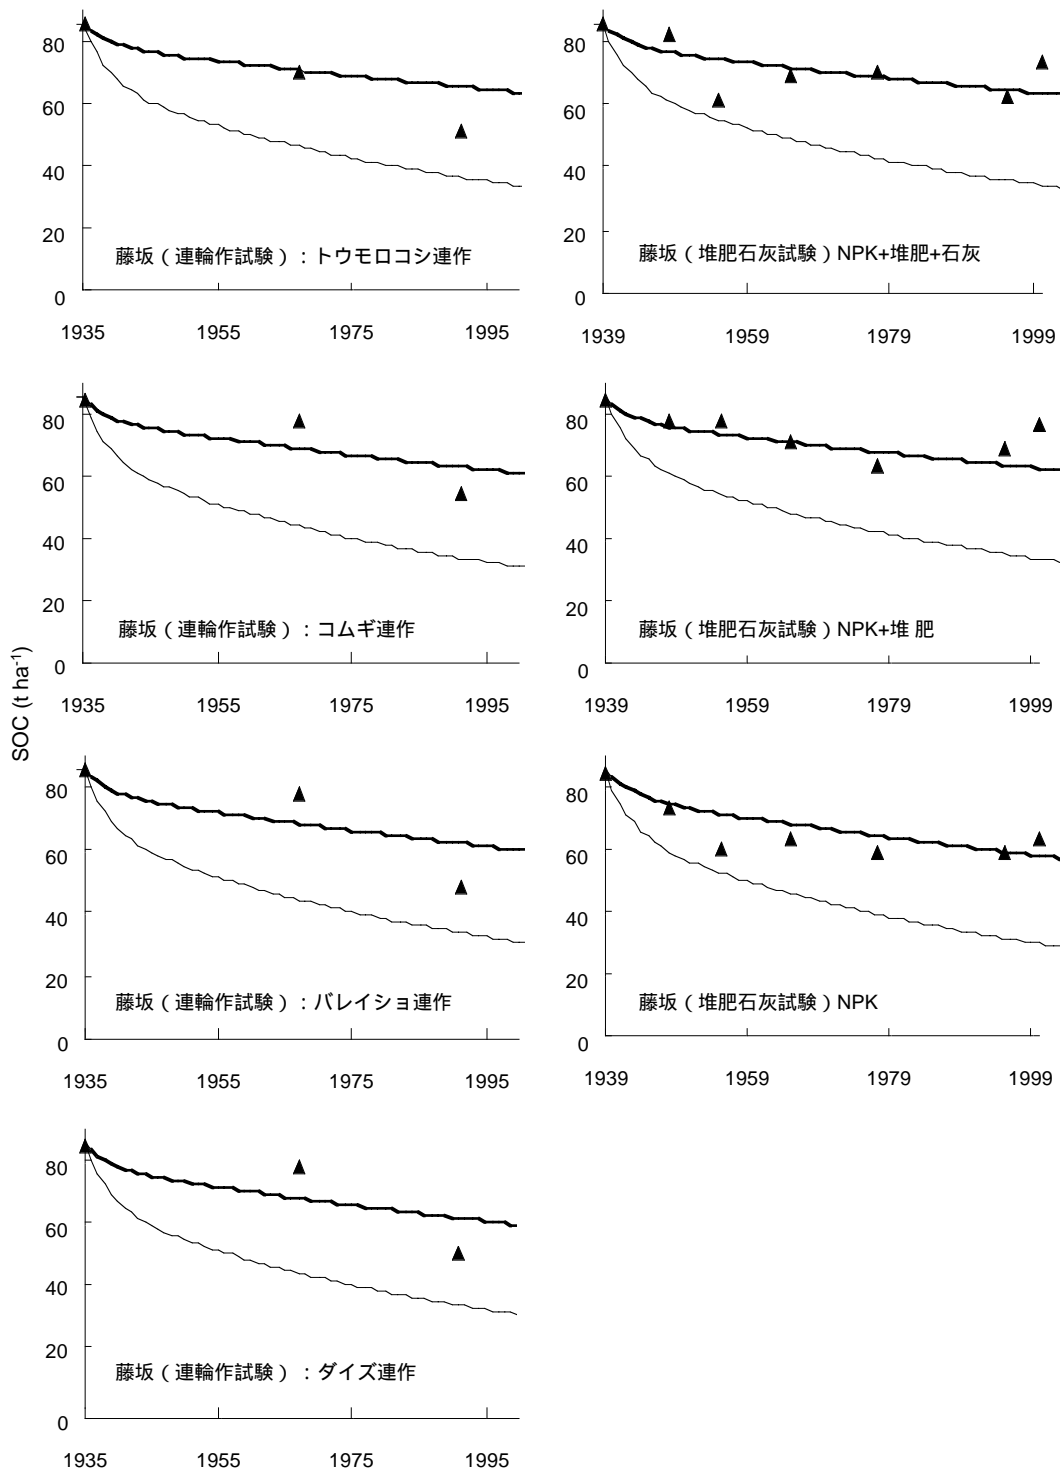 SOC (t ha-1)
80
60
40
20
0
藤坂（連輪作試験）：トウモロコシ連作
1935 1955 1975 1995
80
60
40
20
0
藤坂（堆肥石灰試験）NPK+堆肥+石灰
1939 1959 1979 1999
80
60
40
20
0
藤坂（連輪作試験）：コムギ連作
1935 1955 1975 1995
80
60
40
20
0
藤坂（堆肥石灰試験）NPK+堆 肥
1939 1959 1979 1999
80
60
40
20
0
藤坂（連輪作試験）：バレイショ連作
1935 1955 1975 1995
80
60
40
20
0
藤坂（堆肥石灰試験）NPK
1939 1959 1979 1999
80
60
40
20
0
藤坂（連輪作試験）：ダイズ連作
1935 1955 1975 1995